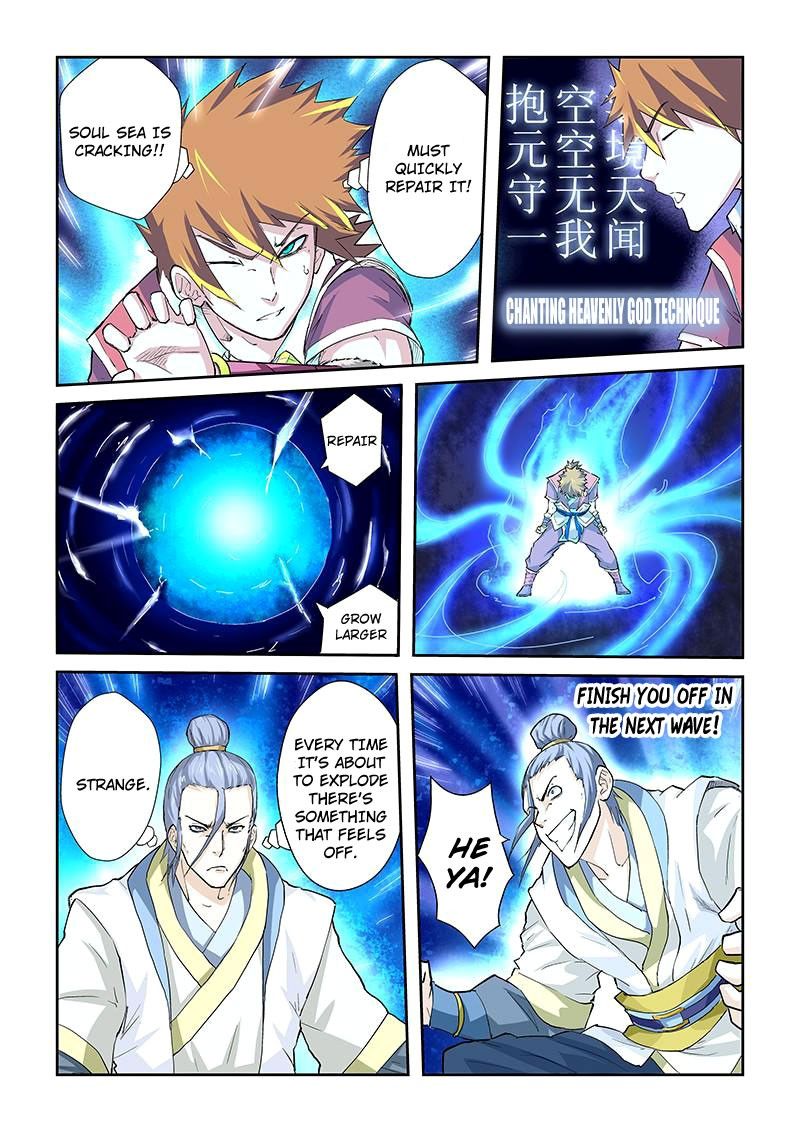 SOUL SEA IS
CRACKING!!
MUST
QUICKLY
REPAIR IT!
境天闻
空空无我
抱元守一
CHANTING HEAVENLY GOD TECHNIQUE
REPAIR
GROW
LARGER
STRANGE.
EVERY TIME
IT'S ABOUT
TO EXPLODE
THERE'S
SOMETHING
THAT FEELS
OFF.
FINISH YOU OFF IN
THE NEXT WAVE!
HE
YA!